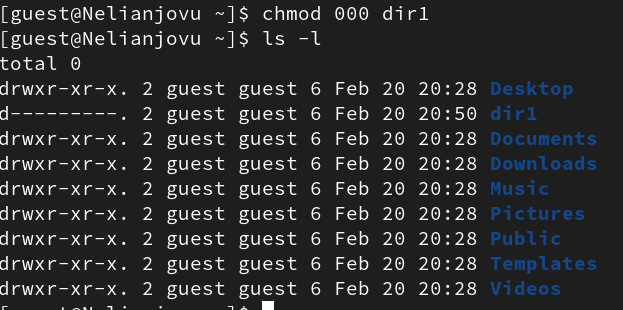 [guest@Nelianjovu ~]$ chmod 000 dir1
[guest@Nelianjovu ~]$ ls -l
total 0
drwxr-xr-x. 2 guest guest 6 Feb 20 20:28 Desktop
d---------. 2 guest guest 6 Feb 20 20:50 dir1
drwxr-xr-x. 2 guest guest 6 Feb 20 20:28 Documents
drwxr-xr-x. 2 guest guest 6 Feb 20 20:28 Downloads
drwxr-xr-x. 2 guest guest 6 Feb 20 20:28 Music
drwxr-xr-x. 2 guest guest 6 Feb 20 20:28 Pictures
drwxr-xr-x. 2 guest guest 6 Feb 20 20:28 Public
drwxr-xr-x. 2 guest guest 6 Feb 20 20:28 Templates
drwxr-xr-x. 2 guest guest 6 Feb 20 20:28 Videos
[guest@Nelianjovu ~]$